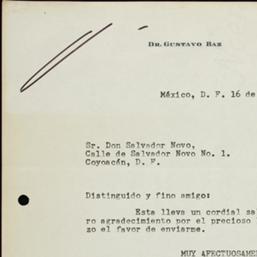 DR. GUSTAVO BAZ
México, D. F. 16 de
Sr. Don Salvador Novo,
Calle de Salvador Novo No. 1.
Coyoacán, D. F.
Distinguido y fino amigo:
Esta lleva un cordial sa
ro agradecimiento por el precioso
zo el favor de enviarme.
MUY AFECTUOSAMEN